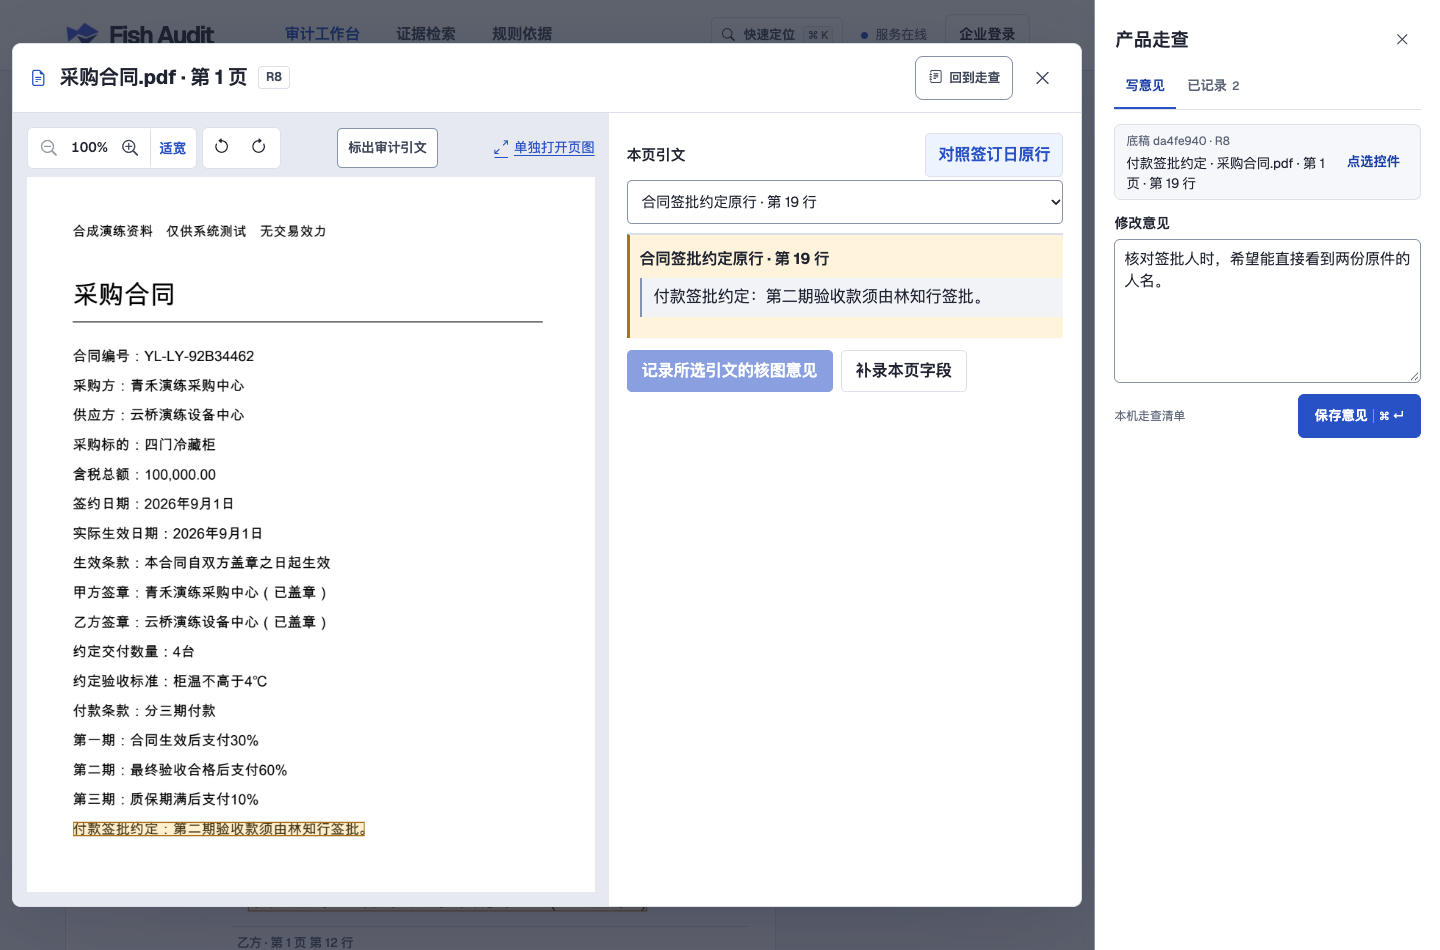 Fish Audit
审计工作台
证据检索
规则依据
快速定位 ⌘ K
服务在线
企业登录
采购合同.pdf · 第 1 页 R8
回到走查
100%
适宽
标出审计引文
单独打开页图
合成演练资料 仅供系统测试 无交易效力
采购合同
合同编号：YL-LY-92B34462
采购方：青禾演练采购中心
供应方：云桥演练设备中心
采购标的：四门冷藏柜
含税总额：100,000.00
签约日期：2026年9月1日
实际生效日期：2026年9月1日
生效条款：本合同自双方盖章之日起生效
甲方签章：青禾演练采购中心（已盖章）
乙方签章：云桥演练设备中心（已盖章）
约定交付数量：4台
约定验收标准：柜温不高于4℃
付款条款：分三期付款
第一期：合同生效后支付30%
第二期：最终验收合格后支付60%
第三期：质保期满后支付10%
付款签批约定：第二期验收款须由林知行签批。
本页引文
对照签订日原行
合同签批约定原行 · 第 19 行
合同签批约定原行 · 第 19 行
付款签批约定：第二期验收款须由林知行签批。
记录所选引文的核图意见
补录本页字段
乙方 · 第 1 页 第 12 行
产品走查
写意见
已记录 2
底稿 da4fe940 · R8
付款签批约定 · 采购合同.pdf · 第 1
页 · 第 19 行
点选控件
修改意见
核对签批人时，希望能直接看到两份原件的
人名。
本机走查清单
保存意见 ⌘ ↵